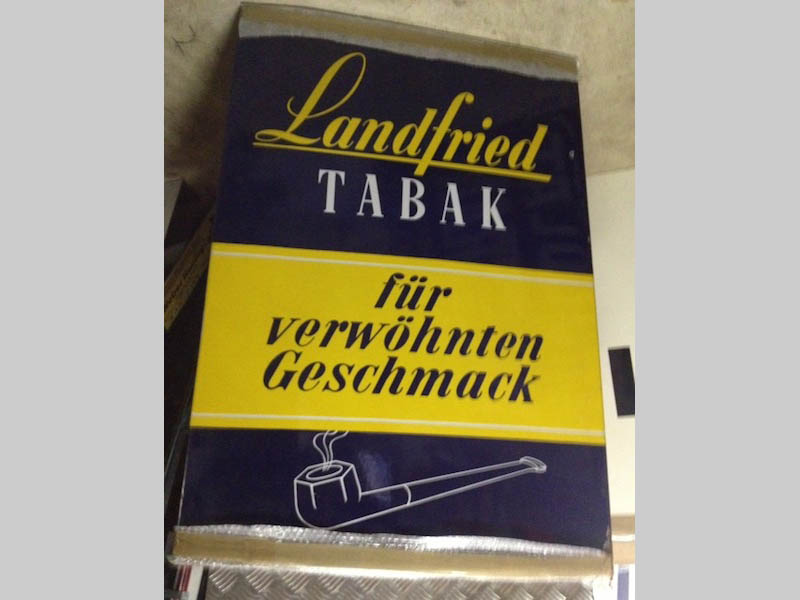 Landfried
TABAK
für
verwöhnten
Geschmack